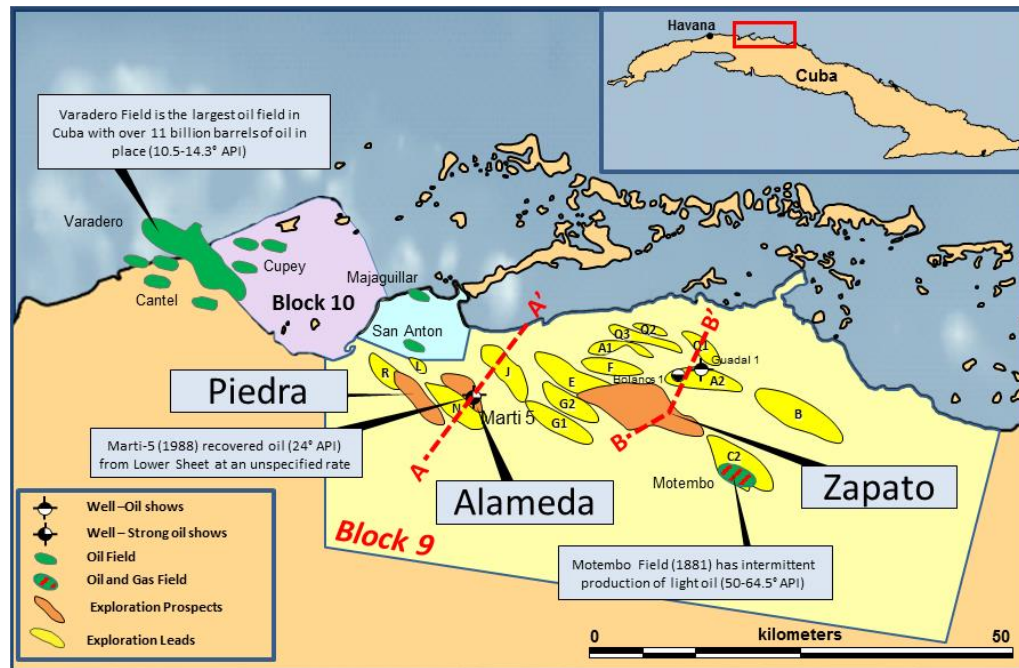 Havana
Cuba
Varadero Field is the largest oil field in
Cuba with over 11 billion barrels of oil in
place (10.5-14.3° API)
Varadero
Cupey
Cantel
Block 10
Majaguillar
San Anton
A'
B'
Q3
Q2
Q1
A1
Guadal 1
R
L
J
F
E
A2
N
G2
G1
B
C2
Piedra
Marti 5
Marti-5 (1988) recovered oil (24° API)
from Lower Sheet at an unspecified rate
A
B
Alameda
Motembo
Zapato
Block 9
Motembo Field (1881) has intermittent
production of light oil (50-64.5° API)
Well –Oil shows
Well – Strong oil shows
Oil Field
Oil and Gas Field
Exploration Prospects
Exploration Leads
0
kilometers
50